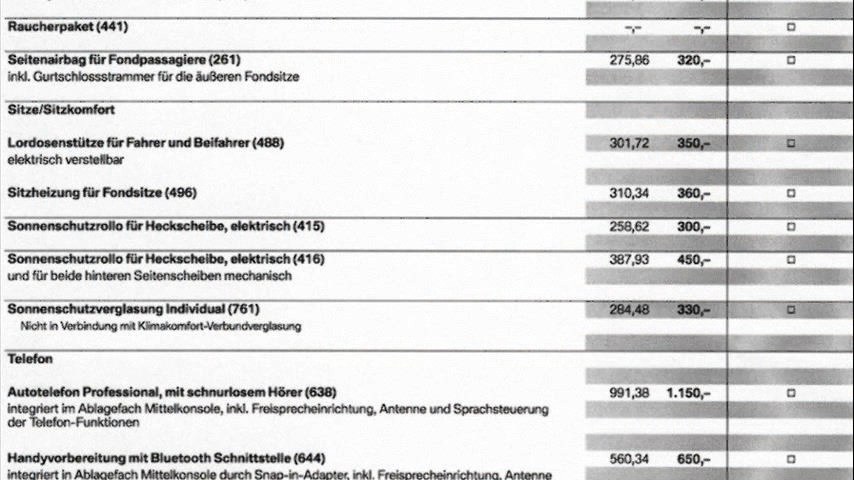 Raucherpaket (441) –,– –,– □
Seitenairbag für Fondpassagiere (261) 275,86 320,– □
inkl. Gurtschlossstrammer für die äußeren Fondsitze
Sitze/Sitzkomfort
Lordosenstütze für Fahrer und Beifahrer (488) 301,72 350,– □
elektrisch verstellbar
Sitzheizung für Fondsitze (496) 310,34 360,– □
Sonnenschutzrollo für Heckscheibe, elektrisch (415) 258,62 300,– □
Sonnenschutzrollo für Heckscheibe, elektrisch (416) 387,93 450,– □
und für beide hinteren Seitenscheiben mechanisch
Sonnenschutzverglasung Individual (761) 284,48 330,– □
Nicht in Verbindung mit Klimakomfort-Verbundverglasung
Telefon
Autotelefon Professional, mit schnurlosem Hörer (638) 991,38 1.150,– □
integriert im Ablagefach Mittelkonsole, inkl. Freisprecheinrichtung, Antenne und Sprachsteuerung
der Telefon-Funktionen
Handyvorbereitung mit Bluetooth Schnittstelle (644) 560,34 650,– □
integriert in Ablagefach Mittelkonsole durch Snap-in-Adapter, inkl. Freisprecheinrichtung, Antenne